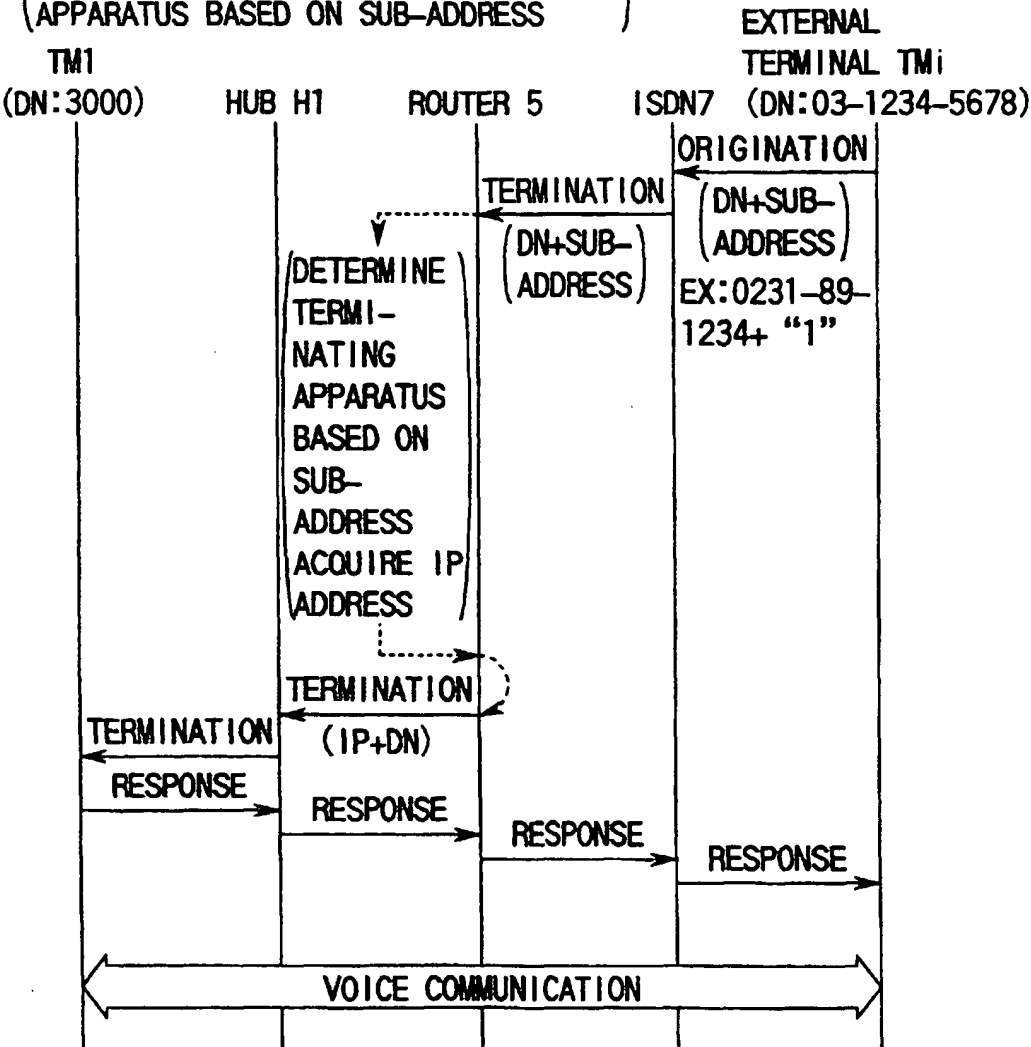 (APPARATUS BASED ON SUB-ADDRESS )
EXTERNAL
TERMINAL TMi
(DN:03-1234-5678)
TM1
(DN:3000)
HUB H1
ROUTER 5
ISDN7
ORIGINATION
(DN+SUB-
ADDRESS)
EX:0231-89-
1234+ “1”
TERMINATION
(DN+SUB-
ADDRESS)
(DETERMINE
TERMI-
NATING
APPARATUS
BASED ON
SUB-
ADDRESS
ACQUIRE IP
ADDRESS)
TERMINATION
(IP+DN)
TERMINATION
RESPONSE
RESPONSE
RESPONSE
RESPONSE
VOICE COMMUNICATION